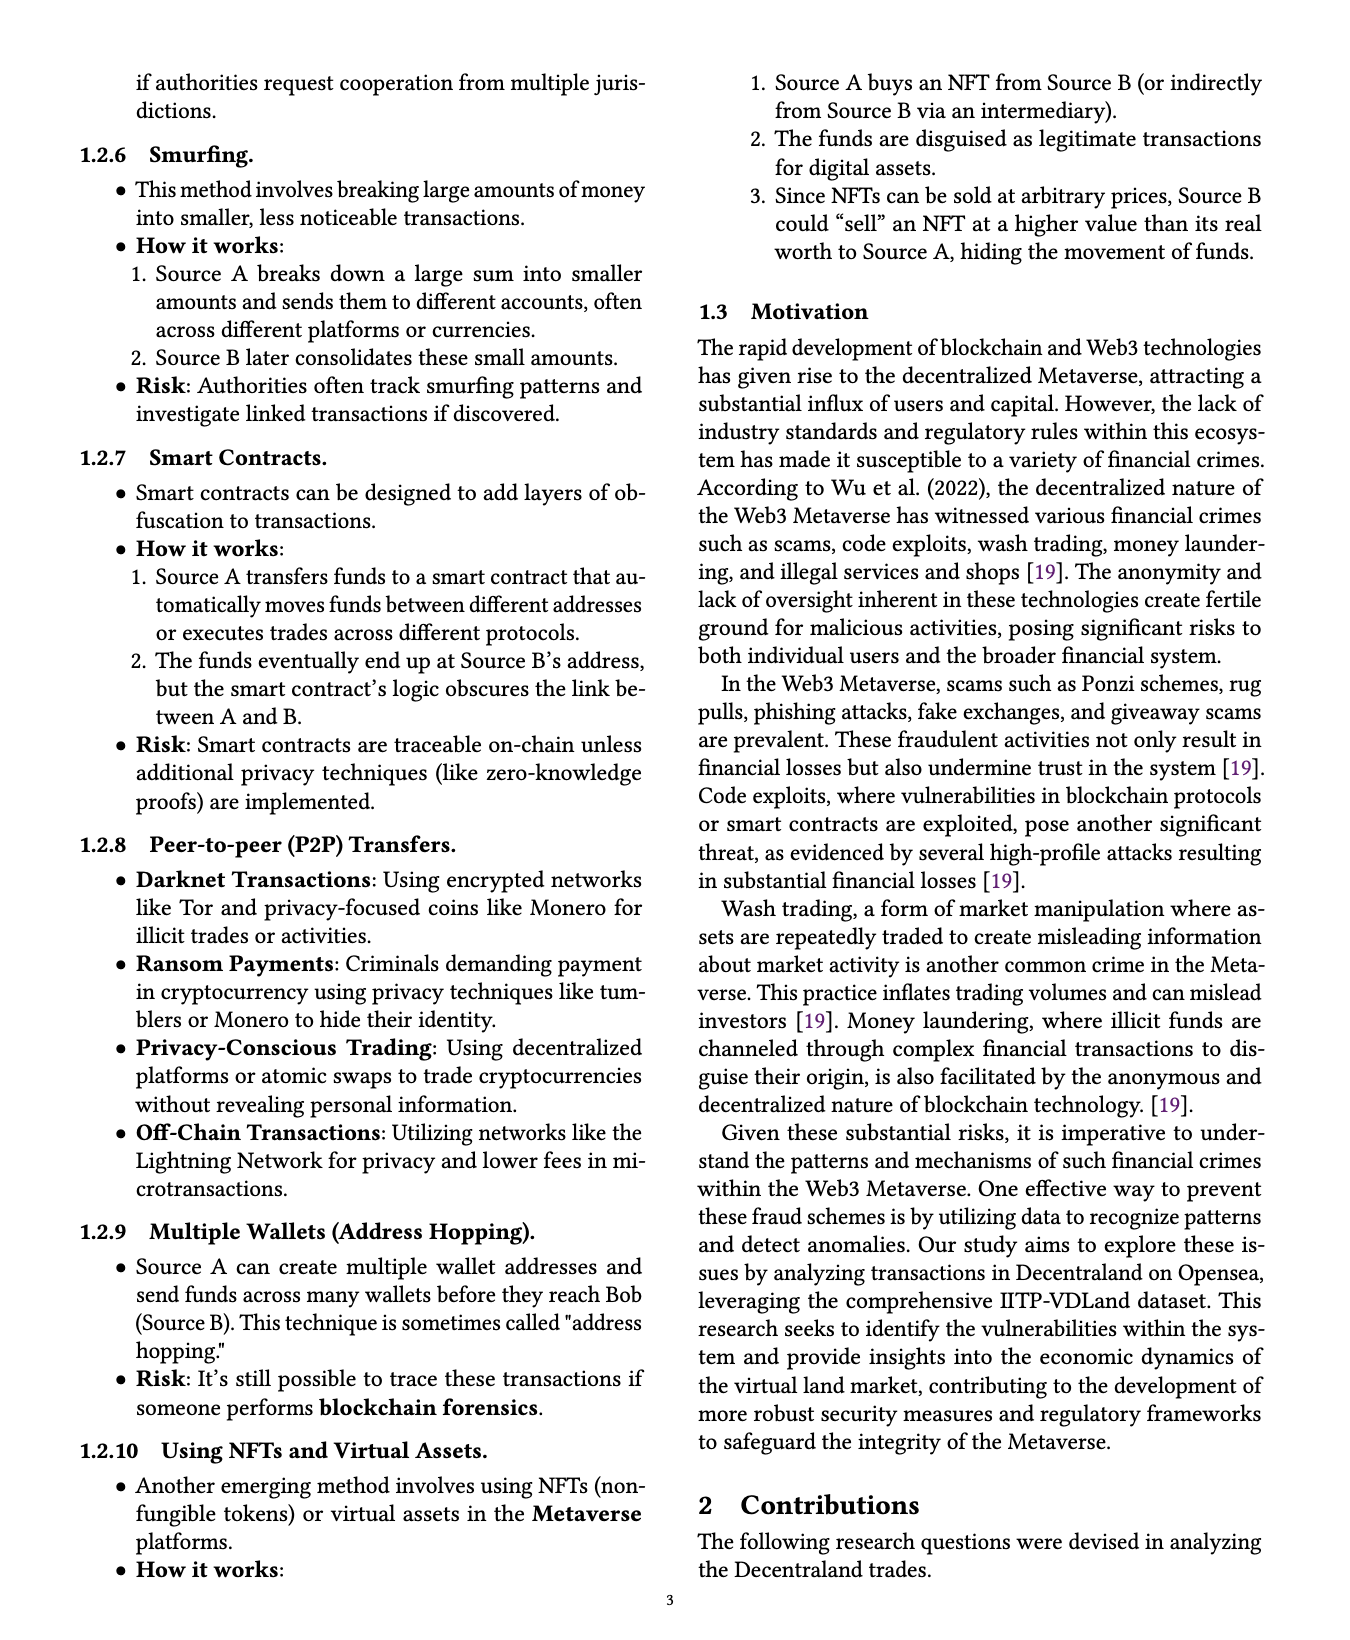 if authorities request cooperation from multiple juris-
dictions.
1.2.6 Smurfing.
• This method involves breaking large amounts of money
into smaller, less noticeable transactions.
• How it works:
1. Source A breaks down a large sum into smaller
amounts and sends them to different accounts, often
across different platforms or currencies.
2. Source B later consolidates these small amounts.
• Risk: Authorities often track smurfing patterns and
investigate linked transactions if discovered.
1.2.7 Smart Contracts.
• Smart contracts can be designed to add layers of ob-
fuscation to transactions.
• How it works:
1. Source A transfers funds to a smart contract that au-
tomatically moves funds between different addresses
or executes trades across different protocols.
2. The funds eventually end up at Source B’s address,
but the smart contract’s logic obscures the link be-
tween A and B.
• Risk: Smart contracts are traceable on-chain unless
additional privacy techniques (like zero-knowledge
proofs) are implemented.
1.2.8 Peer-to-peer (P2P) Transfers.
• Darknet Transactions: Using encrypted networks
like Tor and privacy-focused coins like Monero for
illicit trades or activities.
• Ransom Payments: Criminals demanding payment
in cryptocurrency using privacy techniques like tum-
blers or Monero to hide their identity.
• Privacy-Conscious Trading: Using decentralized
platforms or atomic swaps to trade cryptocurrencies
without revealing personal information.
• Off-Chain Transactions: Utilizing networks like the
Lightning Network for privacy and lower fees in mi-
crotransactions.
1.2.9 Multiple Wallets (Address Hopping).
• Source A can create multiple wallet addresses and
send funds across many wallets before they reach Bob
(Source B). This technique is sometimes called "address
hopping."
• Risk: It’s still possible to trace these transactions if
someone performs blockchain forensics.
1.2.10 Using NFTs and Virtual Assets.
• Another emerging method involves using NFTs (non-
fungible tokens) or virtual assets in the Metaverse
platforms.
• How it works:
1. Source A buys an NFT from Source B (or indirectly
from Source B via an intermediary).
2. The funds are disguised as legitimate transactions
for digital assets.
3. Since NFTs can be sold at arbitrary prices, Source B
could “sell” an NFT at a higher value than its real
worth to Source A, hiding the movement of funds.
1.3 Motivation
The rapid development of blockchain and Web3 technologies
has given rise to the decentralized Metaverse, attracting a
substantial influx of users and capital. However, the lack of
industry standards and regulatory rules within this ecosys-
tem has made it susceptible to a variety of financial crimes.
According to Wu et al. (2022), the decentralized nature of
the Web3 Metaverse has witnessed various financial crimes
such as scams, code exploits, wash trading, money launder-
ing, and illegal services and shops [19]. The anonymity and
lack of oversight inherent in these technologies create fertile
ground for malicious activities, posing significant risks to
both individual users and the broader financial system.
In the Web3 Metaverse, scams such as Ponzi schemes, rug
pulls, phishing attacks, fake exchanges, and giveaway scams
are prevalent. These fraudulent activities not only result in
financial losses but also undermine trust in the system [19].
Code exploits, where vulnerabilities in blockchain protocols
or smart contracts are exploited, pose another significant
threat, as evidenced by several high-profile attacks resulting
in substantial financial losses [19].
Wash trading, a form of market manipulation where as-
sets are repeatedly traded to create misleading information
about market activity is another common crime in the Meta-
verse. This practice inflates trading volumes and can mislead
investors [19]. Money laundering, where illicit funds are
channeled through complex financial transactions to dis-
guise their origin, is also facilitated by the anonymous and
decentralized nature of blockchain technology. [19].
Given these substantial risks, it is imperative to under-
stand the patterns and mechanisms of such financial crimes
within the Web3 Metaverse. One effective way to prevent
these fraud schemes is by utilizing data to recognize patterns
and detect anomalies. Our study aims to explore these is-
sues by analyzing transactions in Decentraland on Opensea,
leveraging the comprehensive IITP-VDLand dataset. This
research seeks to identify the vulnerabilities within the sys-
tem and provide insights into the economic dynamics of
the virtual land market, contributing to the development of
more robust security measures and regulatory frameworks
to safeguard the integrity of the Metaverse.
2 Contributions
The following research questions were devised in analyzing
the Decentraland trades.
3